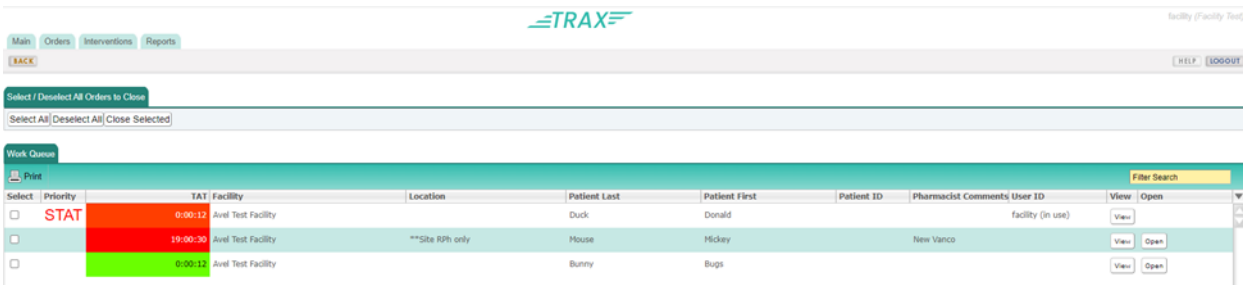 TRAX
facility (Facility Test)
Main Orders Interventions Reports
BACK HELP LOGOUT
Select / Deselect All Orders to Close
Select All Deselect All Close Selected
Work Queue
Print Filter Search
Select Priority TAT Facility Location Patient Last Patient First Patient ID Pharmacist Comments User ID View Open
STAT 0:00:12 Avel Test Facility Duck Donald facility (in use) View
19:00:30 Avel Test Facility **Site RPh only Mouse Mickey New Vanco View Open
0:00:12 Avel Test Facility Bunny Bugs View Open